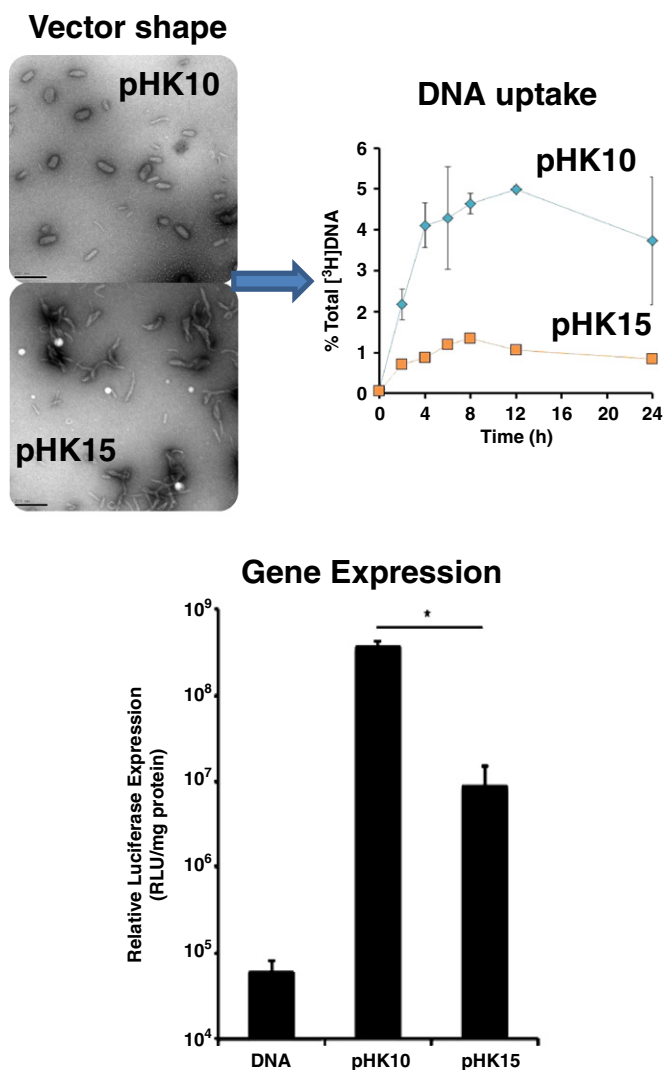 Vector shape
pHK10
pHK15
DNA uptake
6
5
4
3
2
1
0
% Total [³H]DNA
pHK10
pHK15
0 4 8 12 16 20 24
Time (h)
Gene Expression
10⁹
10⁸
10⁷
10⁶
10⁵
10⁴
Relative Luciferase Expression
(RLU/mg protein)
*
DNA pHK10 pHK15